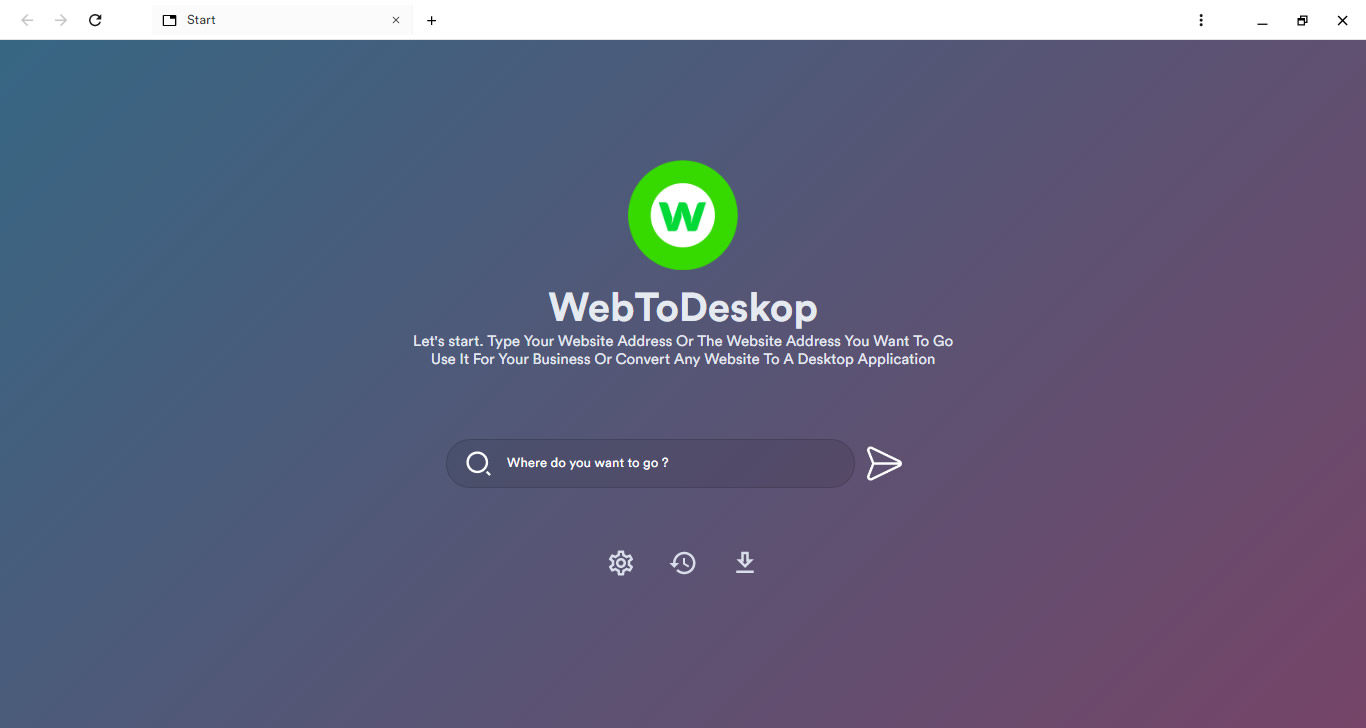 Start
W
WebToDeskop
Let's start. Type Your Website Address Or The Website Address You Want To Go
Use It For Your Business Or Convert Any Website To A Desktop Application
Where do you want to go ?